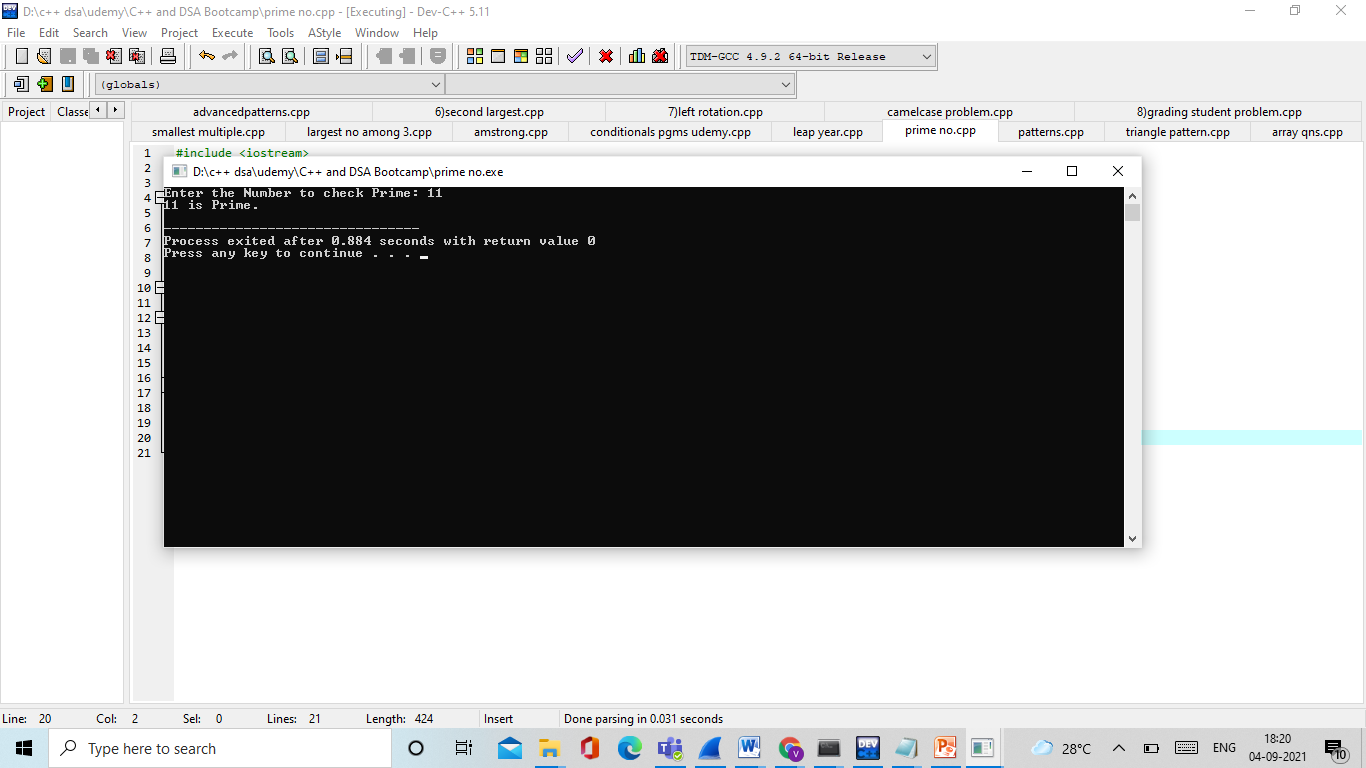 D:\c++ dsa\udemy\C++ and DSA Bootcamp\prime no.cpp - [Executing] - Dev-C++ 5.11
File Edit Search View Project Execute Tools AStyle Window Help
TDM-GCC 4.9.2 64-bit Release
(globals)
Project Classe
advancedpatterns.cpp 6)second largest.cpp 7)left rotation.cpp camelcase problem.cpp 8)grading student problem.cpp
smallest multiple.cpp largest no among 3.cpp amstrong.cpp conditionals pgms udemy.cpp leap year.cpp prime no.cpp patterns.cpp triangle pattern.cpp array qns.cpp
1 #include <iostream>
2
3
4
5
6
7
8
9
10
11
12
13
14
15
16
17
18
19
20
21
D:\c++ dsa\udemy\C++ and DSA Bootcamp\prime no.exe
Enter the Number to check Prime: 11
11 is Prime.
--------------------------------
Process exited after 0.884 seconds with return value 0
Press any key to continue . . .
Line: 20 Col: 2 Sel: 0 Lines: 21 Length: 424 Insert Done parsing in 0.031 seconds
Type here to search
28°C
ENG
18:20
04-09-2021
10